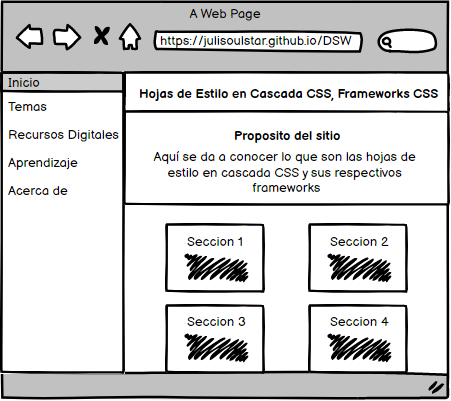 A Web Page
https://julisoulstar.github.io/DSW
Inicio
Temas
Recursos Digitales
Aprendizaje
Acerca de
Hojas de Estilo en Cascada CSS, Frameworks CSS
Proposito del sitio
Aquí se da a conocer lo que son las hojas de
estilo en cascada CSS y sus respectivos
frameworks
Seccion 1
Seccion 2
Seccion 3
Seccion 4